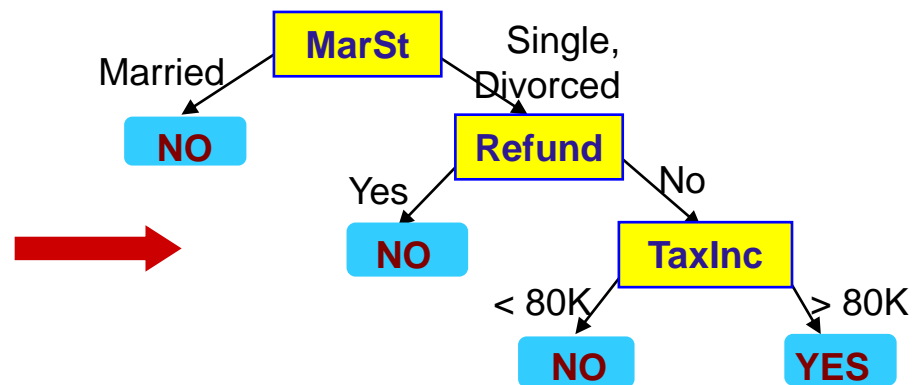 MarSt
Single,
Married
Divorced
NO
Refund
Yes
No
NO
TaxInc
< 80K
> 80K
NO
YES